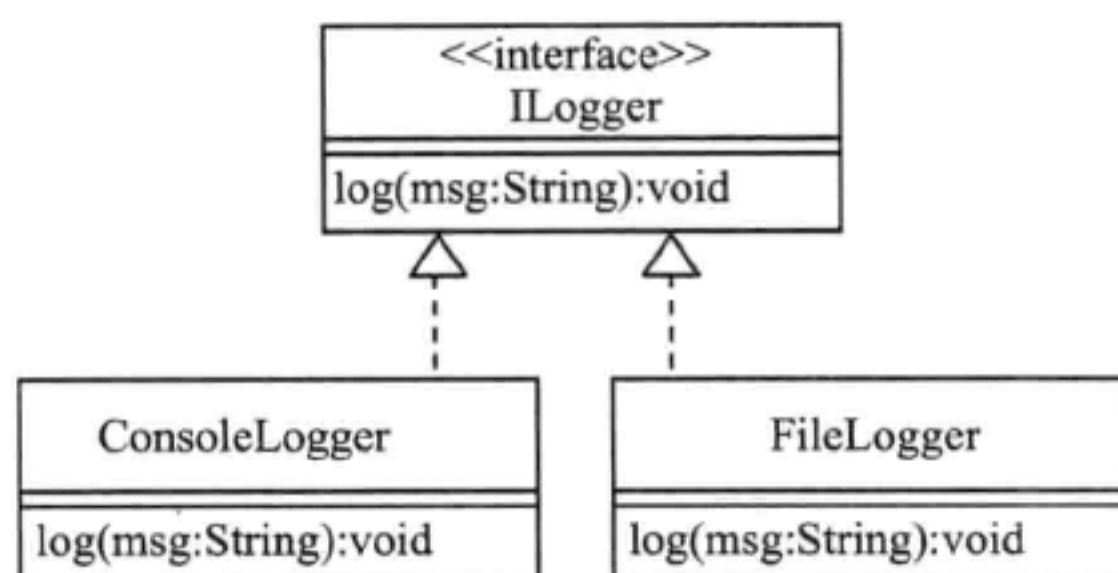 <<interface>>
ILogger
log(msg:String):void
ConsoleLogger
log(msg:String):void
FileLogger
log(msg:String):void